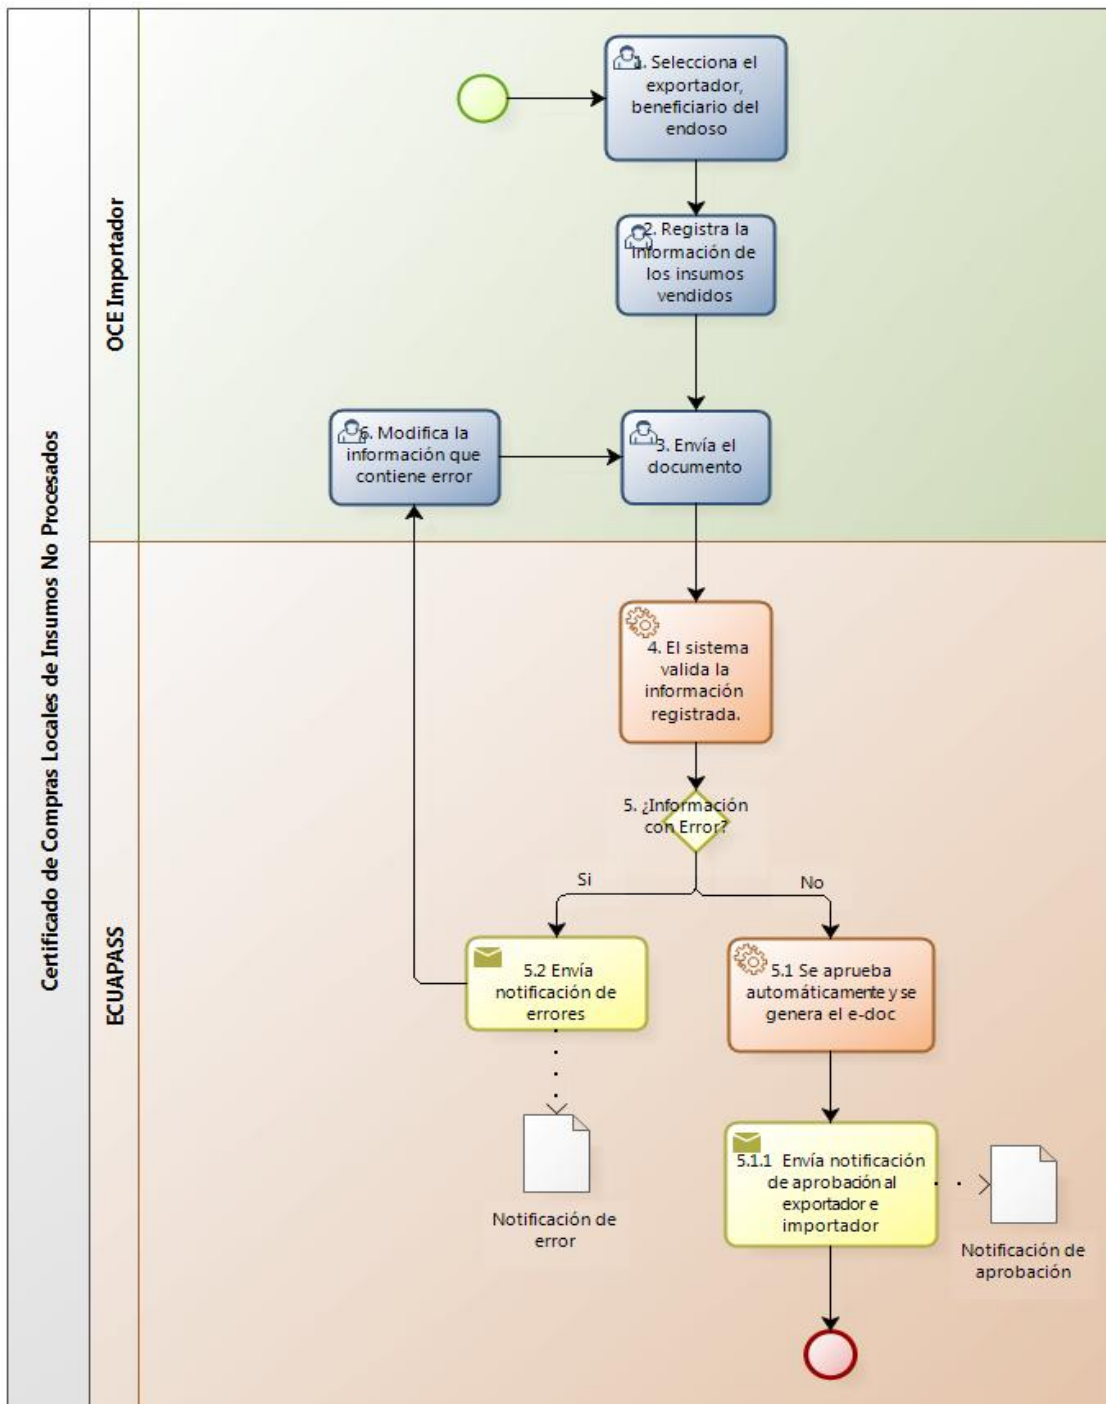 Certificado de Compras Locales de Insumos No Procesados
OCE Importador
1. Selecciona el
exportador,
beneficiario del
endoso
2. Registra la
información de
los insumos
vendidos
6. Modifica la
información que
contiene error
3. Envía el
documento
ECUAPASS
4. El sistema
valida la
información
registrada.
5. ¿Información
con Error?
Si
No
5.2 Envía
notificación de
errores
5.1 Se aprueba
automáticamente y se
genera el e-doc
Notificación de
error
5.1.1 Envía notificación
de aprobación al
exportador e
importador
Notificación de
aprobación